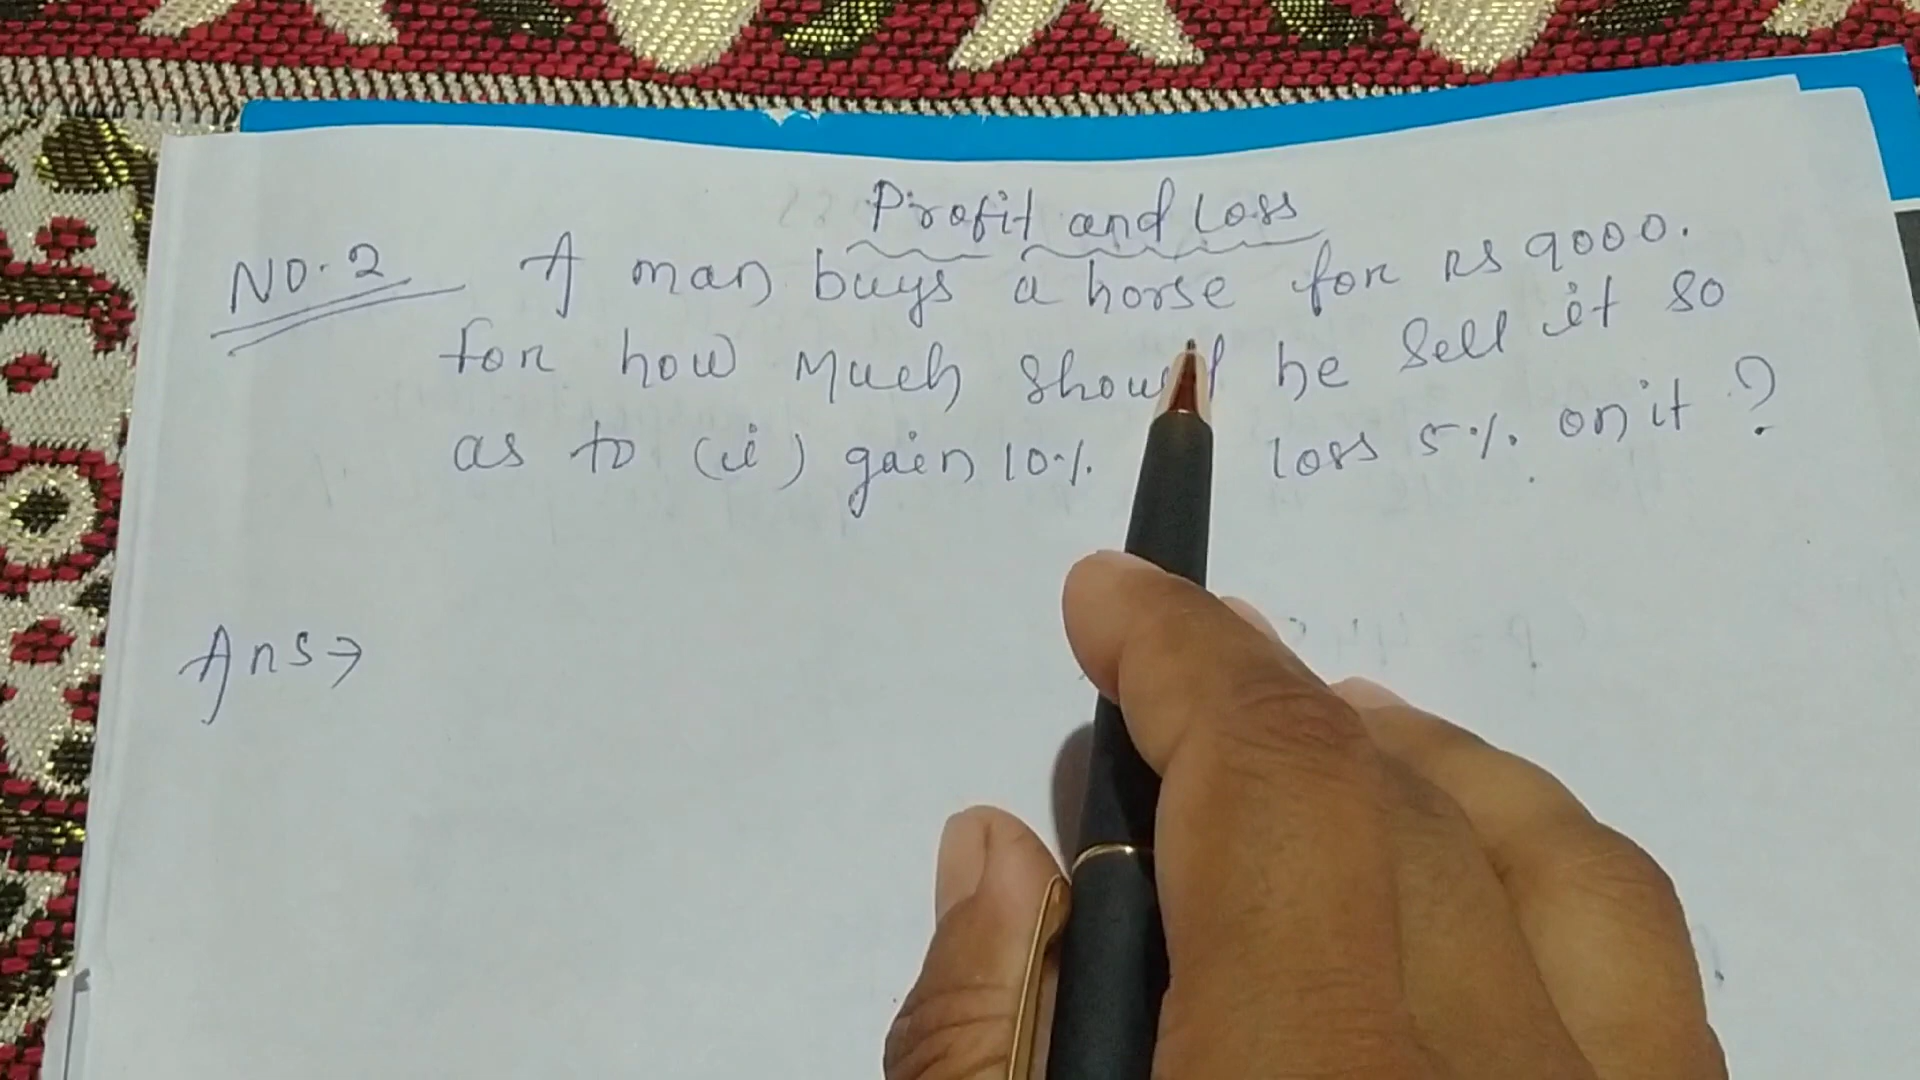 Profit and Loss
NO.2 A man buys a horse for rs 9000.
for how much should he sell it so
as to (i) gain 10% loss 5% on it ?
Ans→